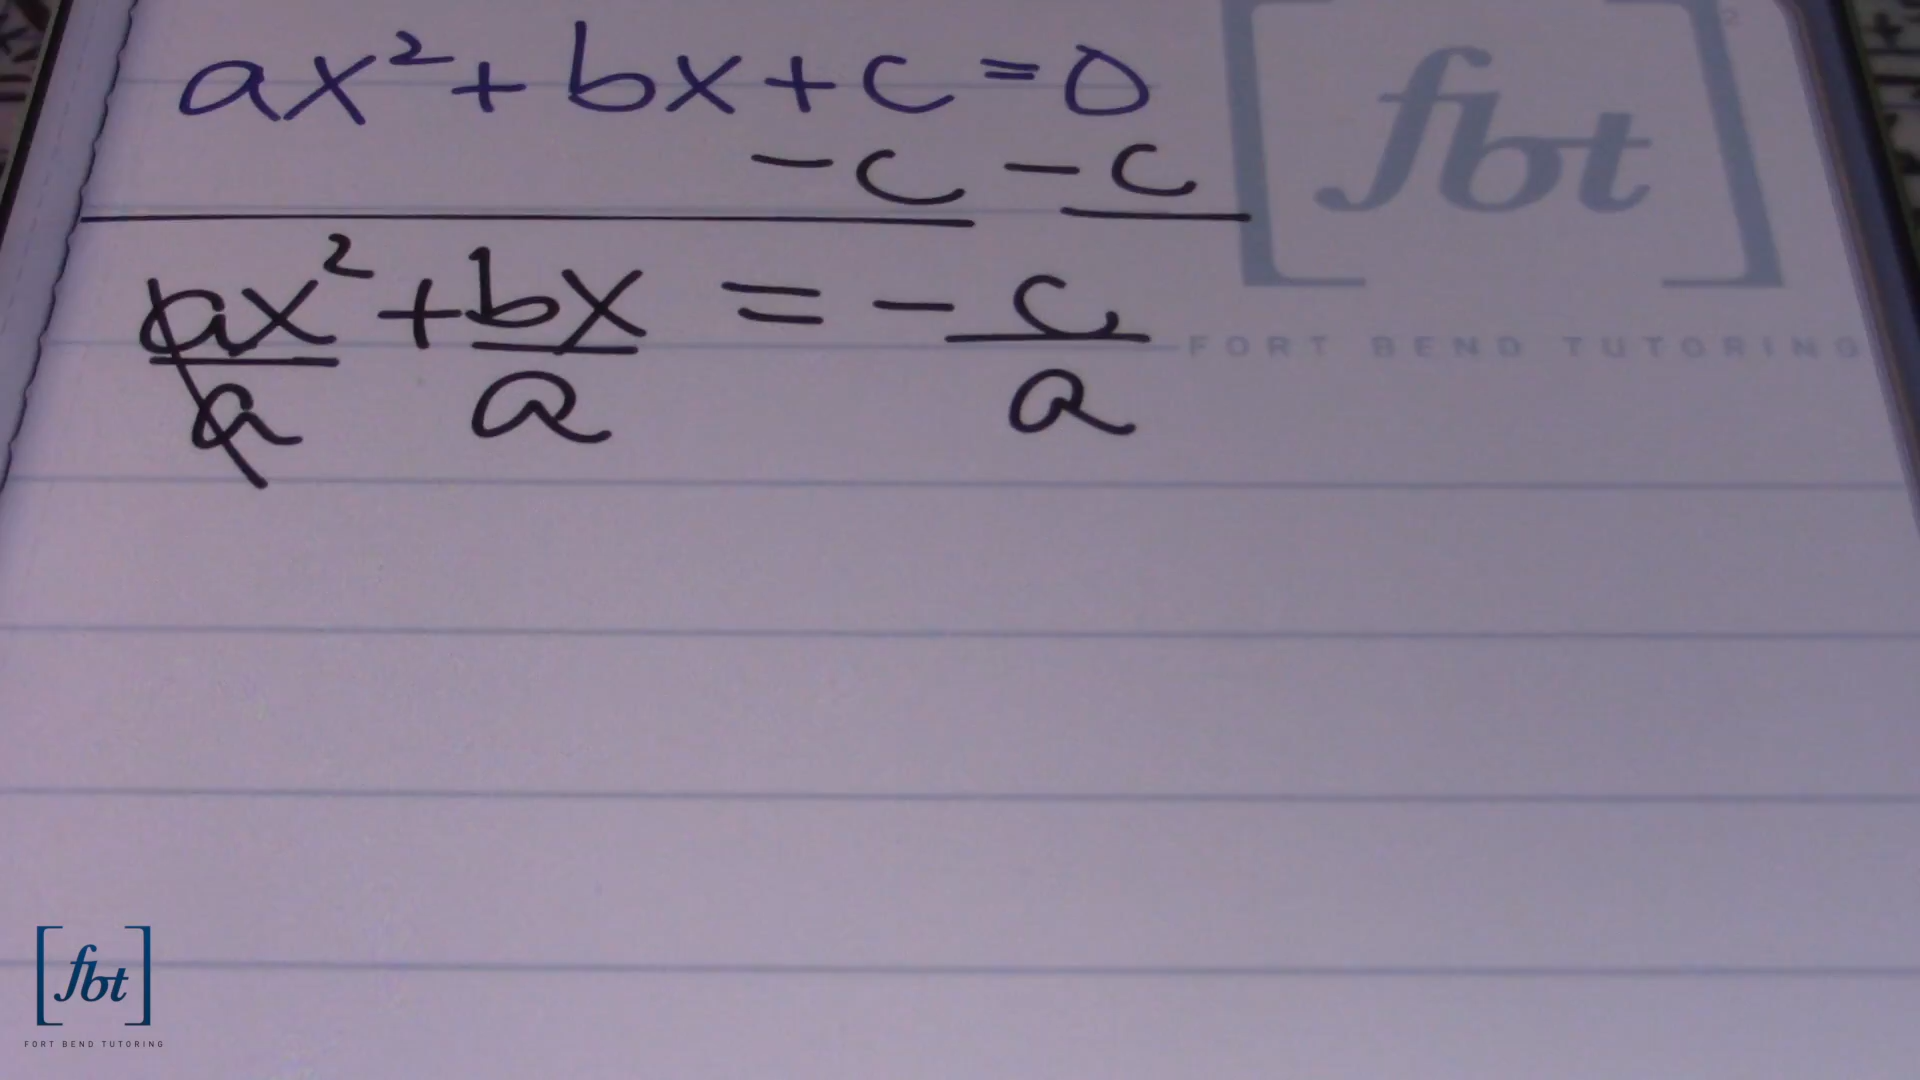 ax² + bx + c = 0
- c - c
ax² + bx = - c
a a a
[fbt]
FORT BEND TUTORING
[fbt]
FORT BEND TUTORING